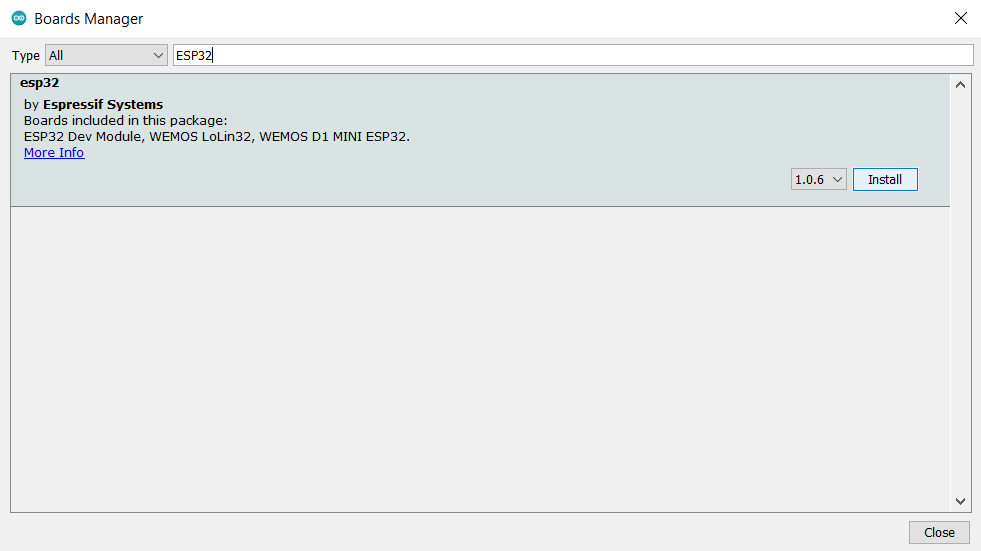 Boards Manager
Type All ESP32
esp32
by Espressif Systems
Boards included in this package:
ESP32 Dev Module, WEMOS LoLin32, WEMOS D1 MINI ESP32.
More Info
1.0.6 Install
Close